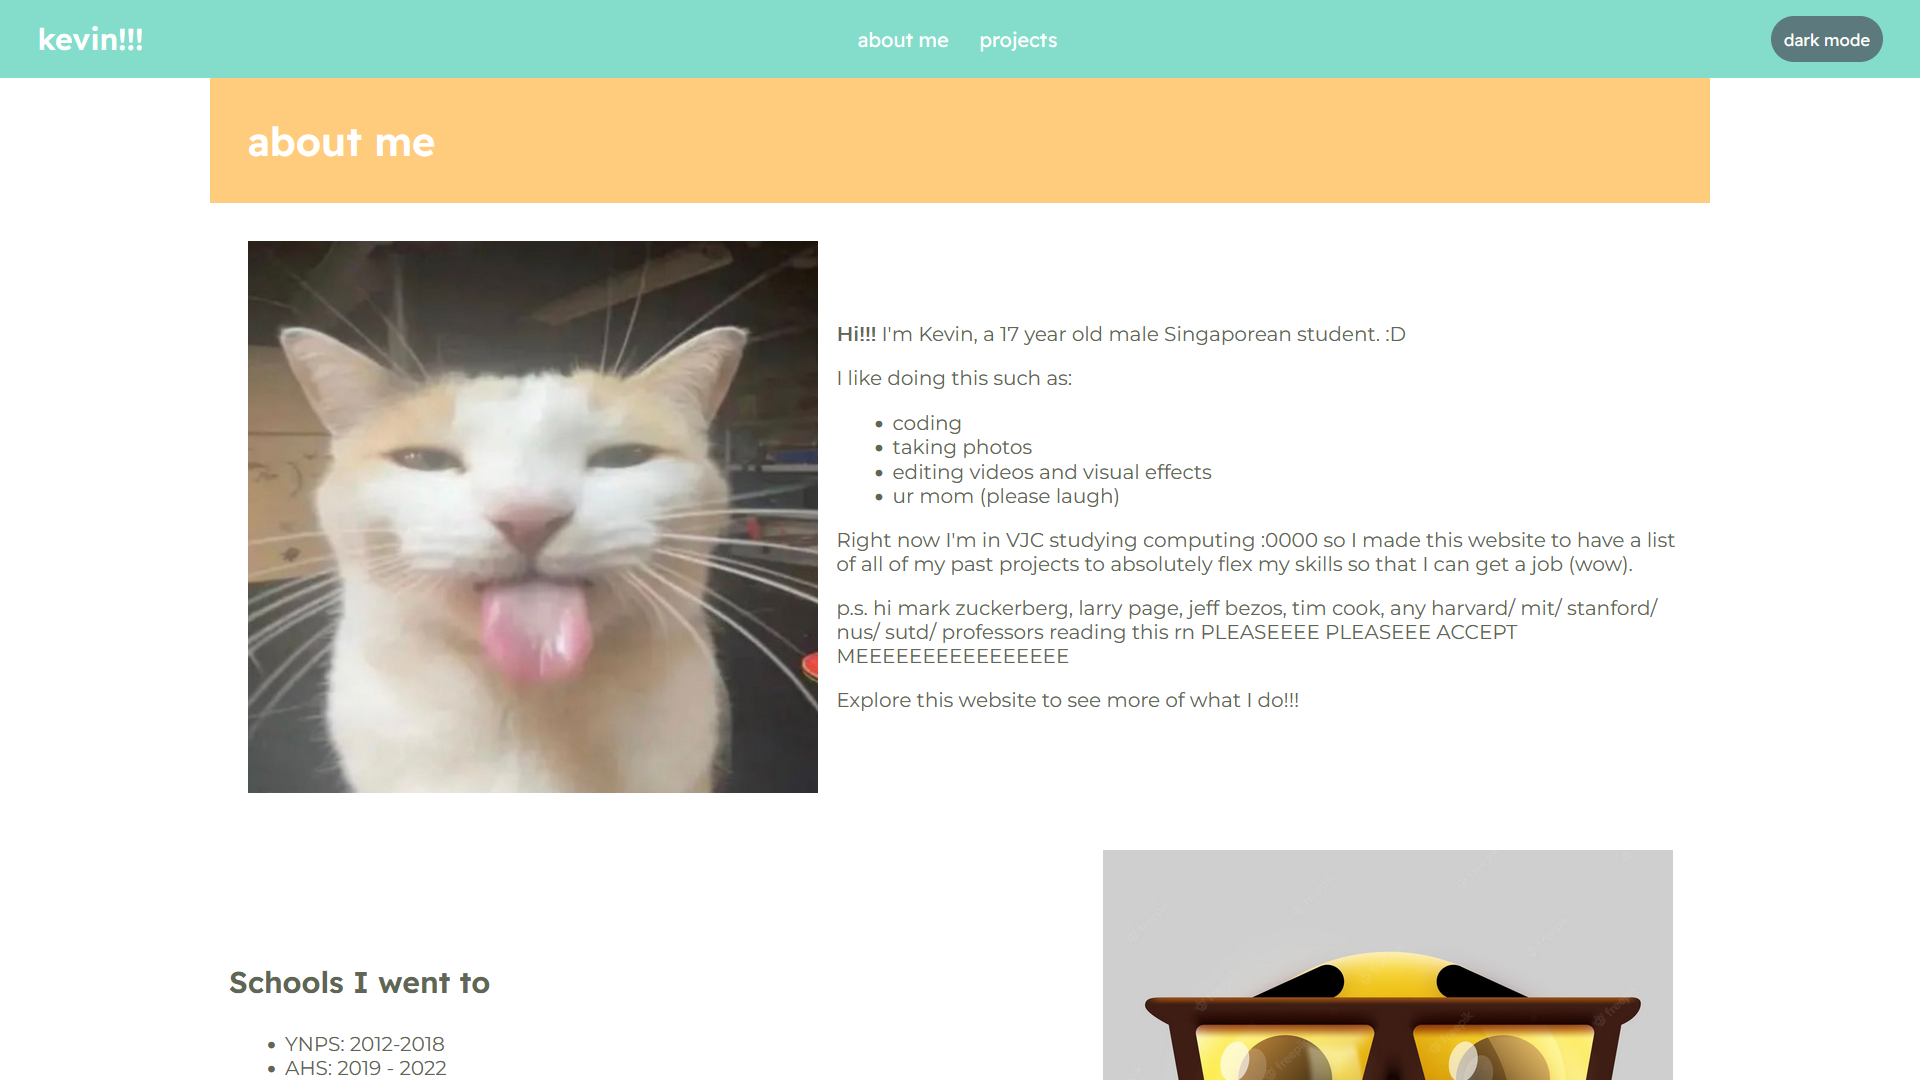 kevin!!!
about me
projects
dark mode
about me
Hi!!! I'm Kevin, a 17 year old male Singaporean student. :D
I like doing this such as:
• coding
• taking photos
• editing videos and visual effects
• ur mom (please laugh)
Right now I'm in VJC studying computing :0000 so I made this website to have a list
of all of my past projects to absolutely flex my skills so that I can get a job (wow).
p.s. hi mark zuckerberg, larry page, jeff bezos, tim cook, any harvard/ mit/ stanford/
nus/ sutd/ professors reading this rn PLEASEEEE PLEASEEE ACCEPT
MEEEEEEEEEEEEEEEE
Explore this website to see more of what I do!!!
Schools I went to
• YNPS: 2012-2018
• AHS: 2019 - 2022